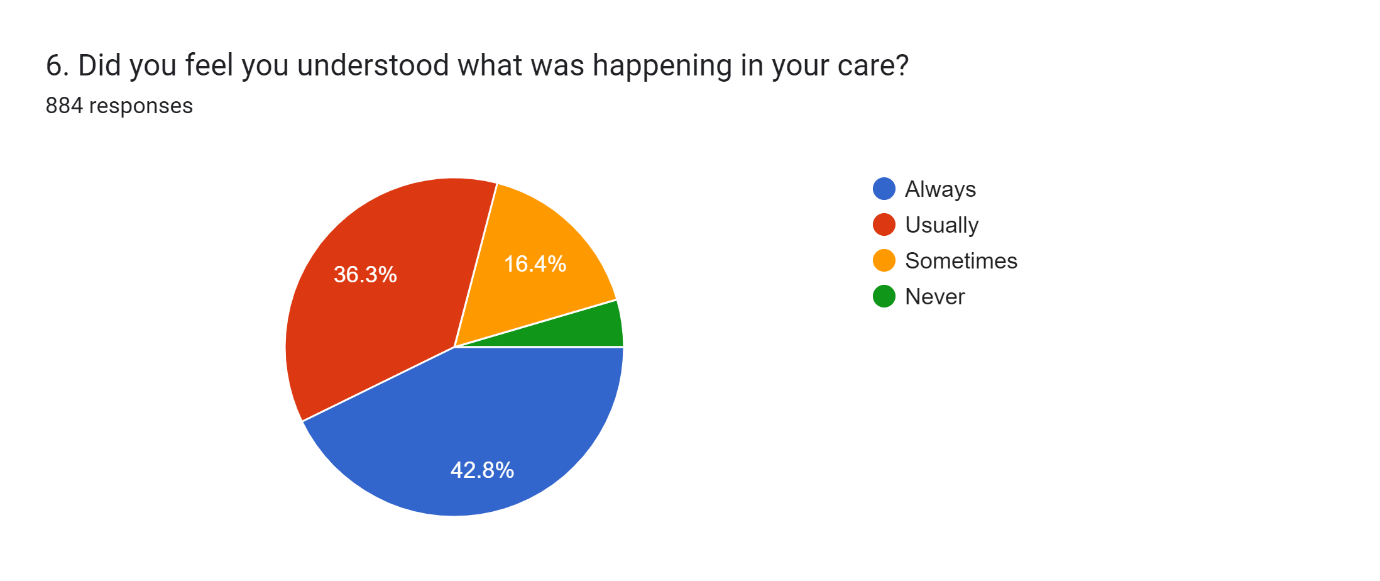 6. Did you feel you understood what was happening in your care?
884 responses
36.3%
16.4%
42.8%
Always
Usually
Sometimes
Never